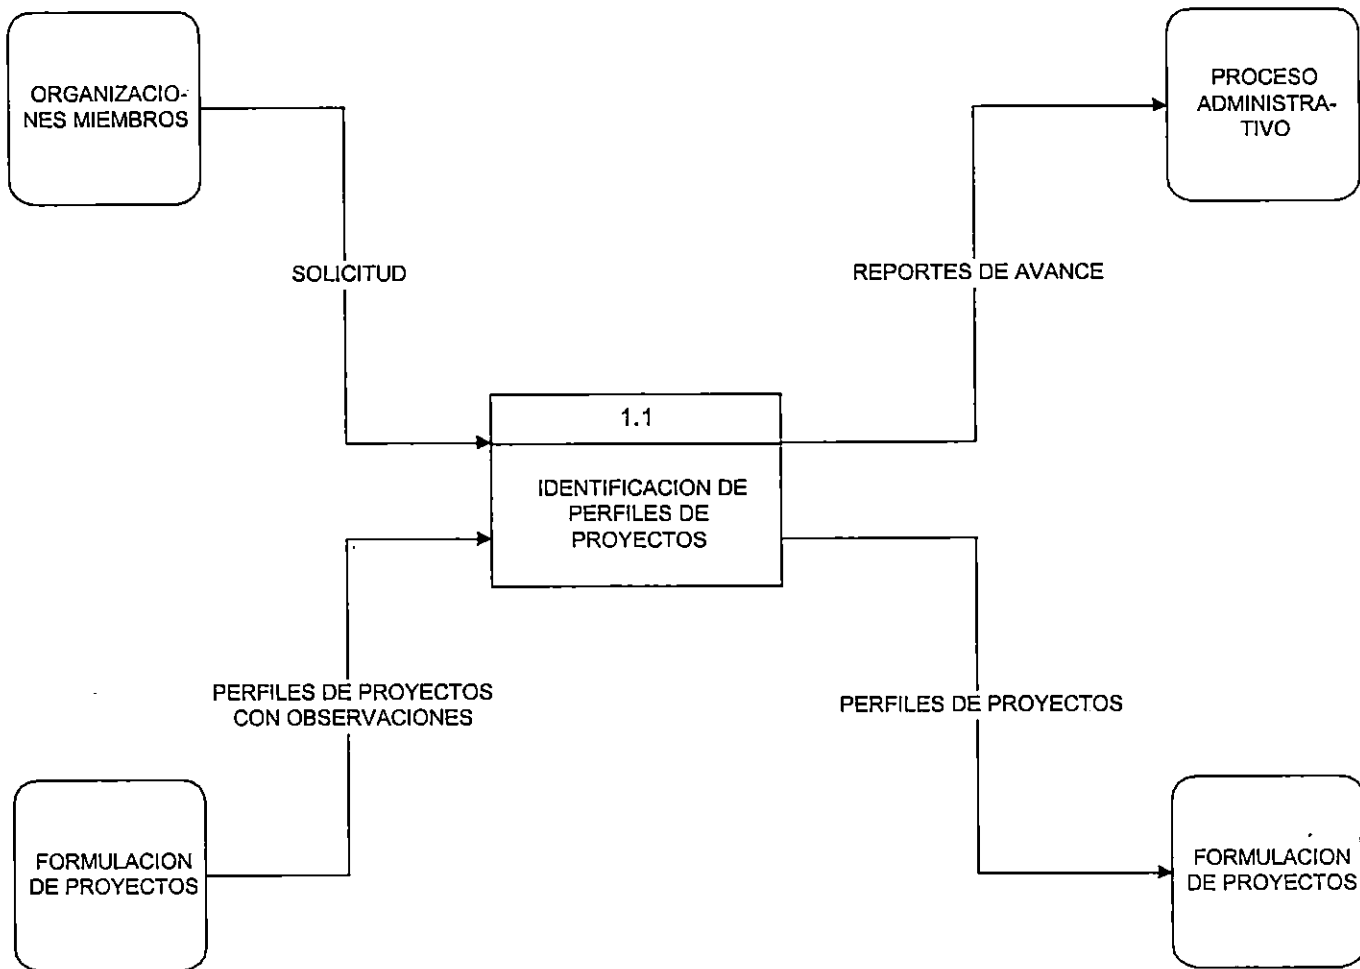 ORGANIZACIO-
NES MIEMBROS
PROCESO
ADMINISTRA-
TIVO
SOLICITUD
REPORTES DE AVANCE
1.1
IDENTIFICACION DE
PERFILES DE
PROYECTOS
PERFILES DE PROYECTOS
CON OBSERVACIONES
PERFILES DE PROYECTOS
FORMULACION
DE PROYECTOS
FORMULACION
DE PROYECTOS